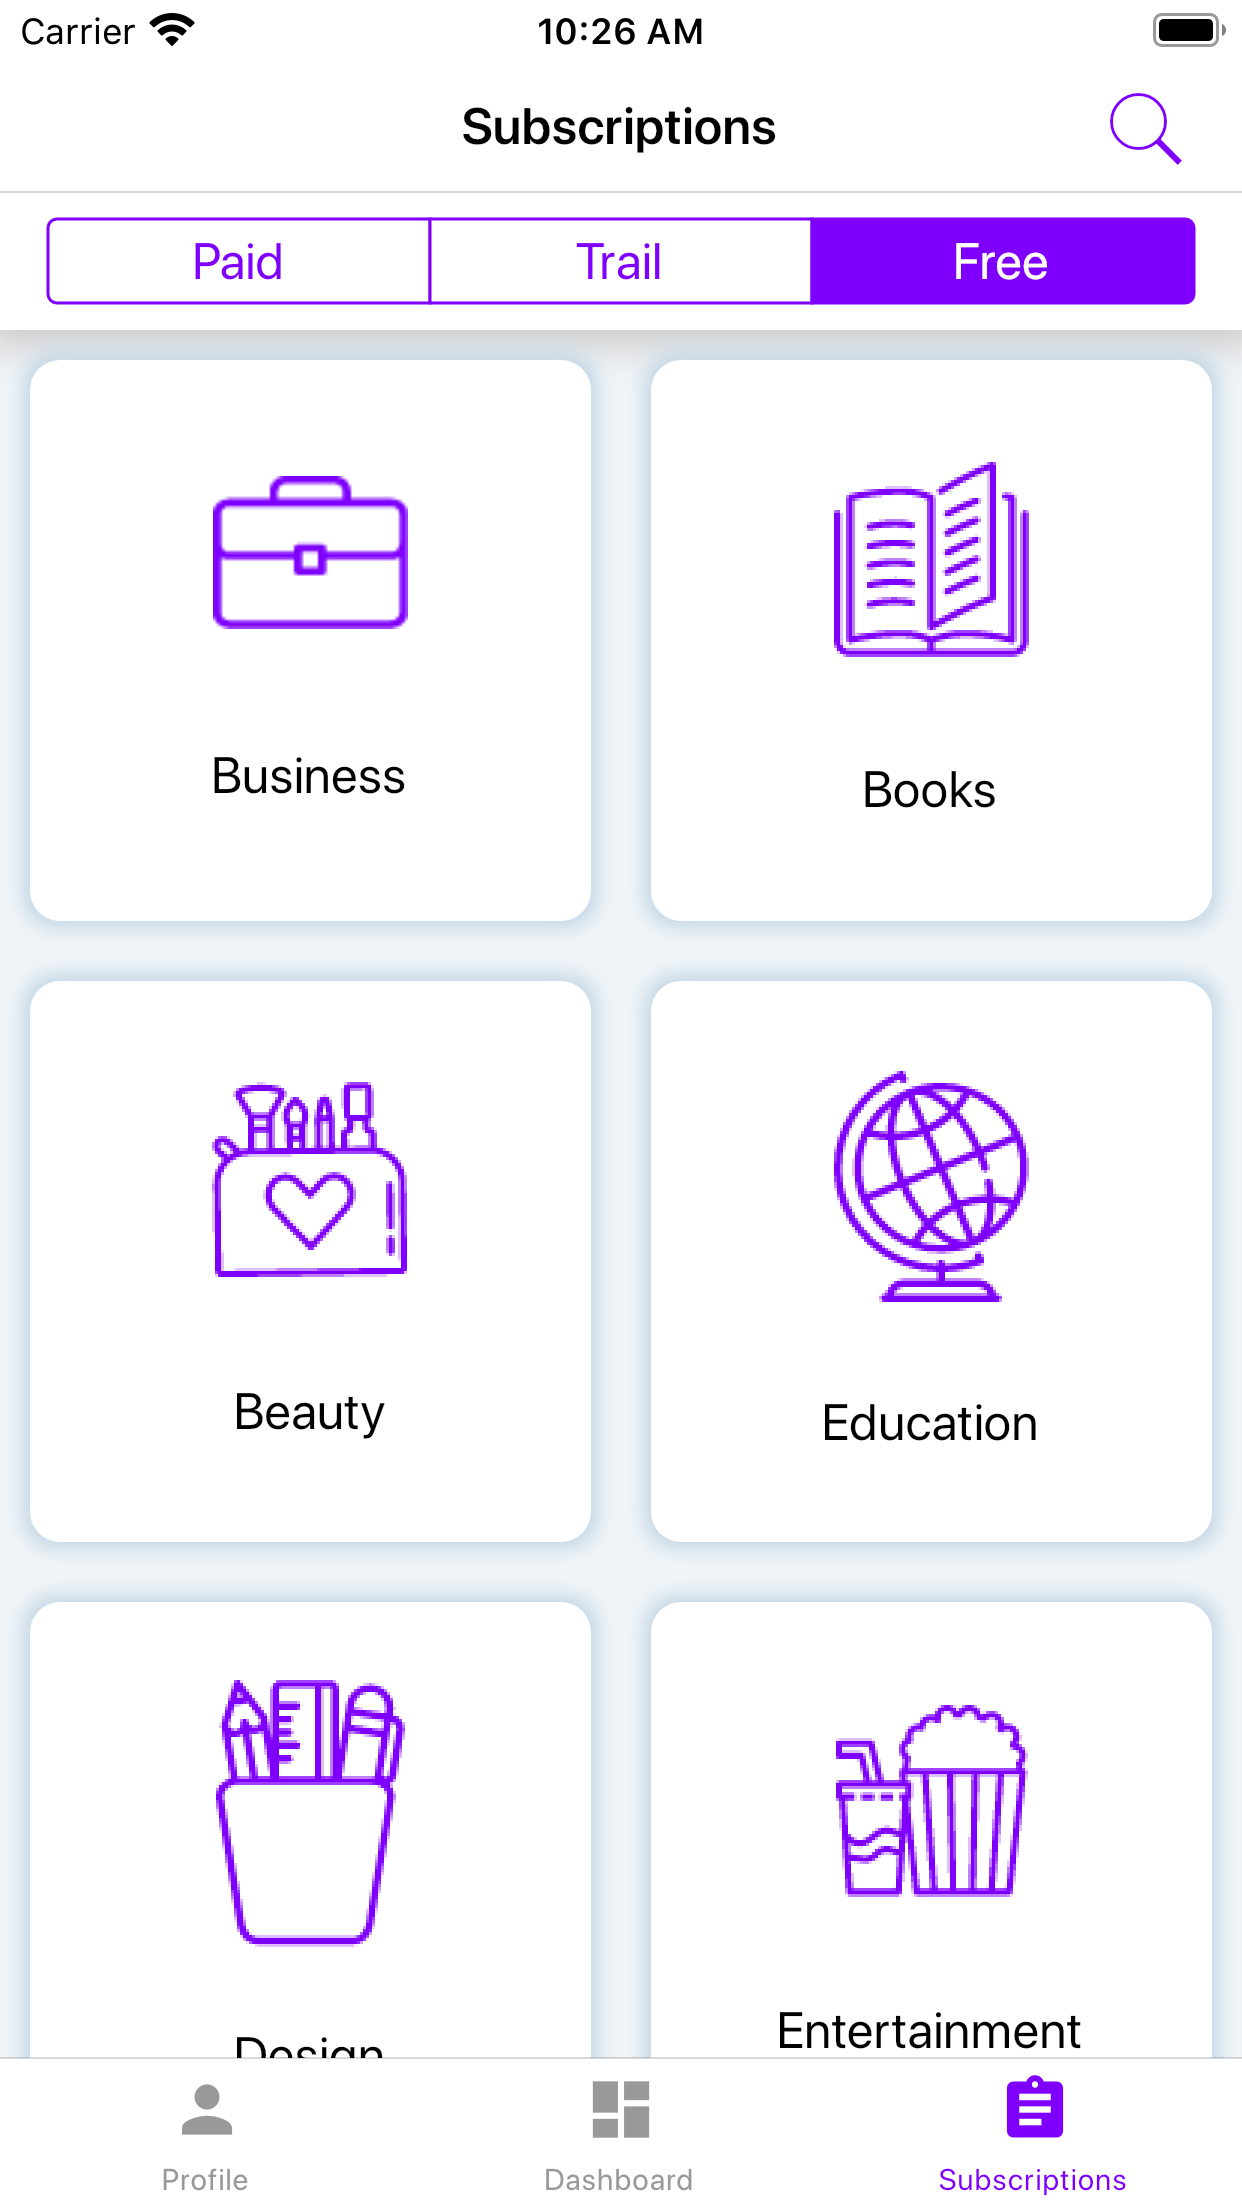 Carrier 10:26 AM
Subscriptions
Paid Trail Free
Business Books
Beauty Education
Design Entertainment
Profile Dashboard Subscriptions